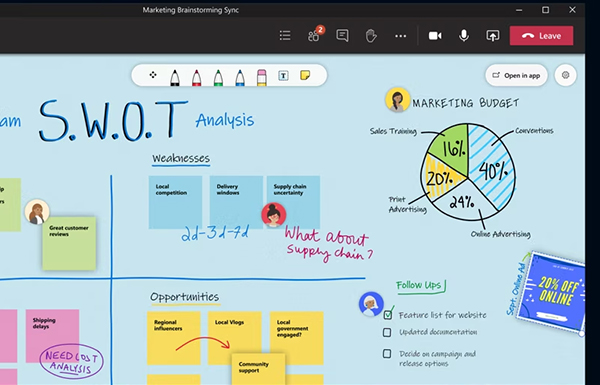 Marketing Brainstorming Sync
2
Leave
Open in app
T
am S.W.O.T Analysis
MARKETING BUDGET
Sales Training
Conventions
16%
40%
20%
24%
Print
Advertising
Online Advertising
Weaknesses
Local
competition
Delivery
windows
Supply chain
uncertainty
Great customer
reviews
2d-3d-7d
What about
supply chain?
Follow Ups
Feature list for website
Updated documentation
Decide on campaign and
release options
Sept. Online Ad
20% OFF
ONLINE
Opportunities
Shipping
delays
NEED COST
ANALYSIS
Regional
influencers
Local Vlogs
Local
government
engaged?
Community
support